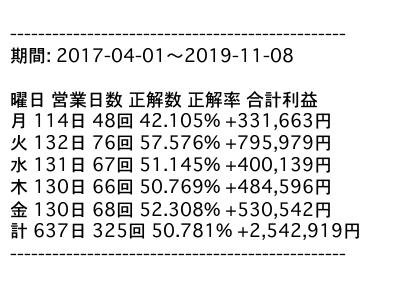 ------------------------------------------------
期間: 2017-04-01〜2019-11-08
曜日 営業日数 正解数 正解率 合計利益
月 114日 48回 42.105% +331,663円
火 132日 76回 57.576% +795,979円
水 131日 67回 51.145% +400,139円
木 130日 66回 50.769% +484,596円
金 130日 68回 52.308% +530,542円
計 637日 325回 50.781% +2,542,919円
------------------------------------------------